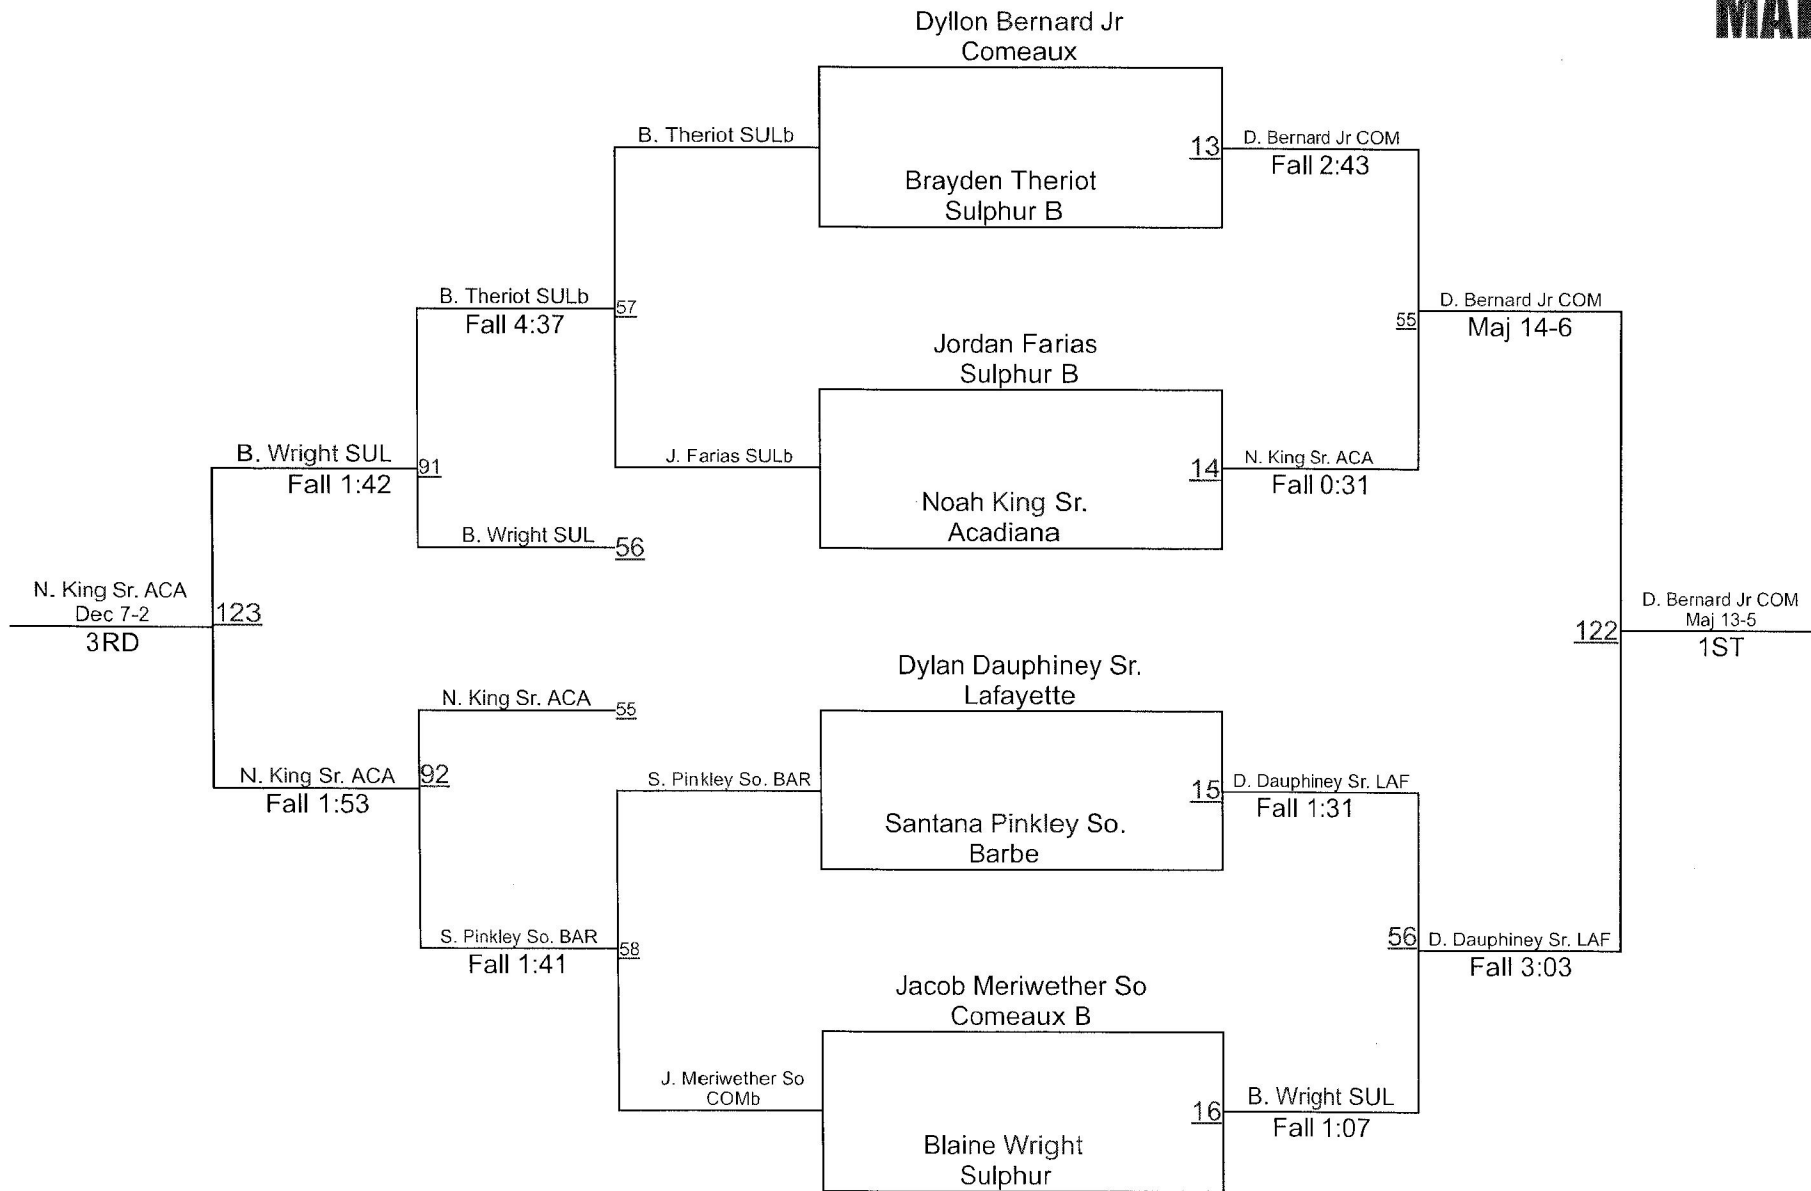 Dyllon Bernard Jr
Comeaux
B. Theriot SULb
13
D. Bernard Jr COM
Fall 2:43
Brayden Theriot
Sulphur B
B. Theriot SULb
Fall 4:37
57
55
D. Bernard Jr COM
Maj 14-6
Jordan Farias
Sulphur B
B. Wright SUL
Fall 1:42
91
J. Farias SULb
14
N. King Sr. ACA
Fall 0:31
Noah King Sr.
Acadiana
B. Wright SUL
56
N. King Sr. ACA
Dec 7-2
3RD
123
122
D. Bernard Jr COM
Maj 13-5
1ST
Dylan Dauphiney Sr.
Lafayette
N. King Sr. ACA
55
N. King Sr. ACA
Fall 1:53
92
S. Pinkley So. BAR
15
D. Dauphiney Sr. LAF
Fall 1:31
Santana Pinkley So.
Barbe
S. Pinkley So. BAR
Fall 1:41
58
56
D. Dauphiney Sr. LAF
Fall 3:03
Jacob Meriwether So
Comeaux B
J. Meriwether So
COMb
16
B. Wright SUL
Fall 1:07
Blaine Wright
Sulphur